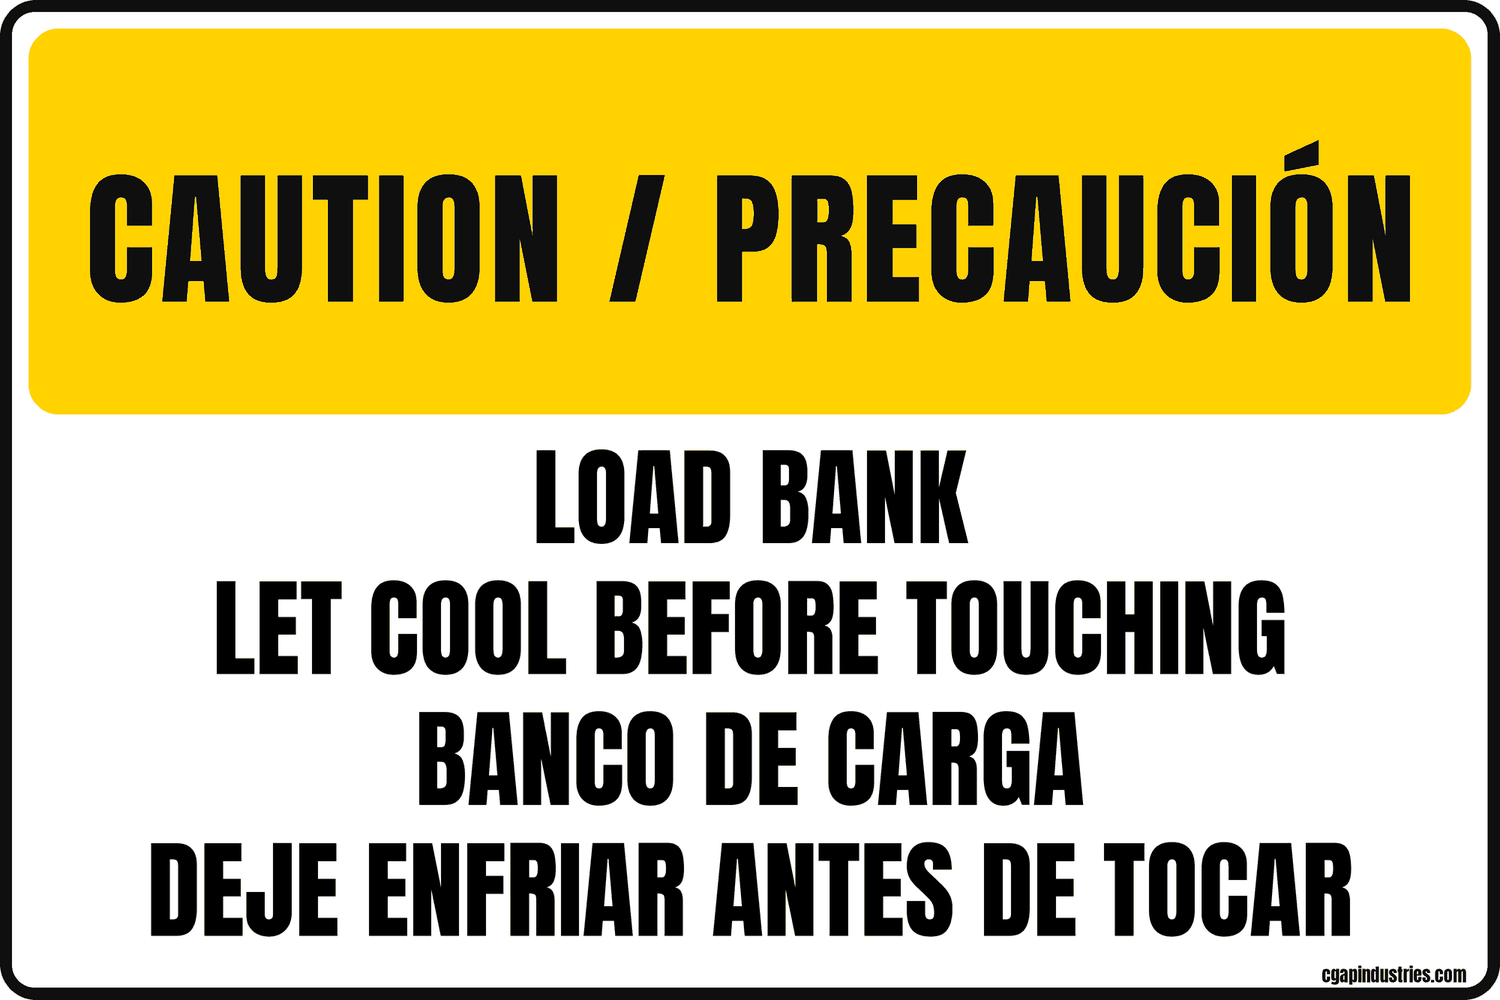 CAUTION / PRECAUCIÓN
LOAD BANK
LET COOL BEFORE TOUCHING
BANCO DE CARGA
DEJE ENFRIAR ANTES DE TOCAR
cgapindustries.com